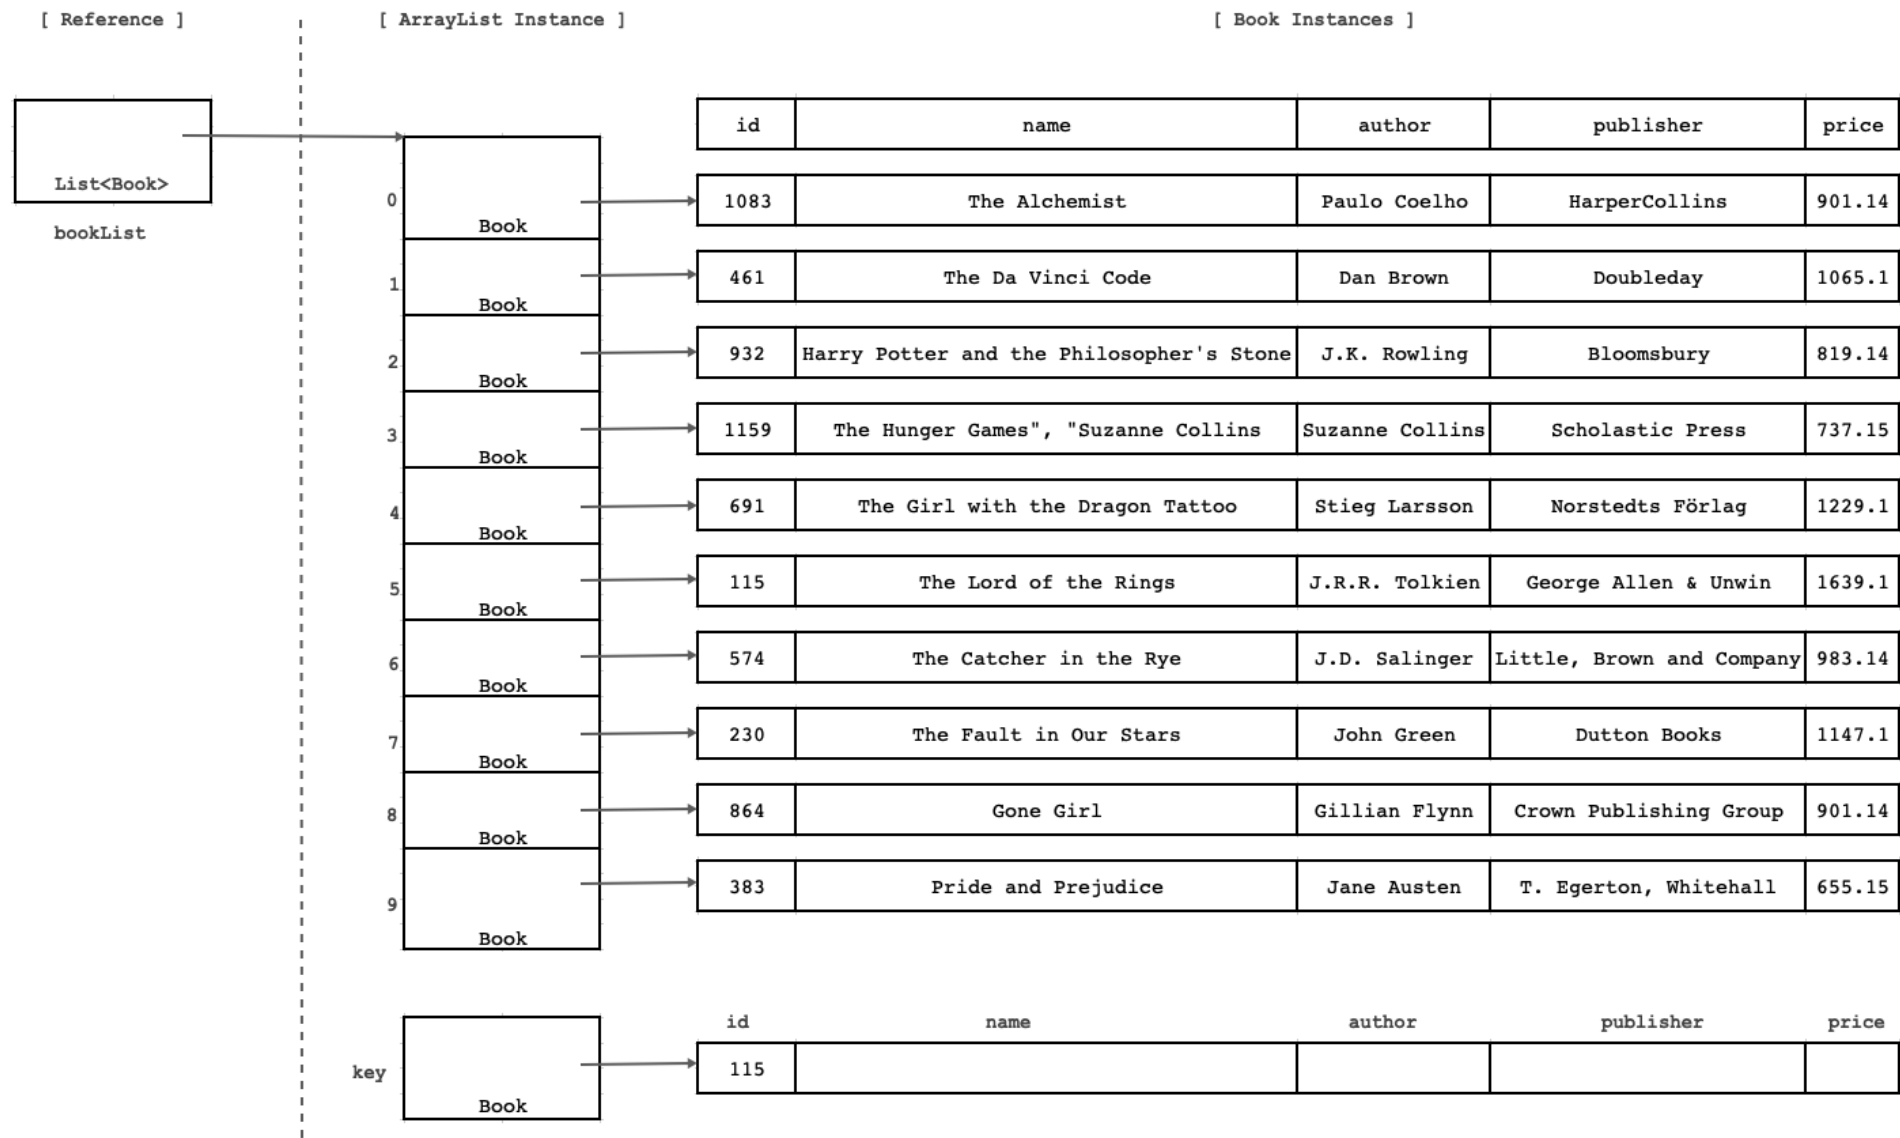 [ Reference ] [ ArrayList Instance ] [ Book Instances ]
id name author publisher price
List<Book>
bookList
0 Book 1083 The Alchemist Paulo Coelho HarperCollins 901.14
1 Book 461 The Da Vinci Code Dan Brown Doubleday 1065.1
2 Book 932 Harry Potter and the Philosopher's Stone J.K. Rowling Bloomsbury 819.14
3 Book 1159 The Hunger Games", "Suzanne Collins Suzanne Collins Scholastic Press 737.15
4 Book 691 The Girl with the Dragon Tattoo Stieg Larsson Norstedts Förlag 1229.1
5 Book 115 The Lord of the Rings J.R.R. Tolkien George Allen & Unwin 1639.1
6 Book 574 The Catcher in the Rye J.D. Salinger Little, Brown and Company 983.14
7 Book 230 The Fault in Our Stars John Green Dutton Books 1147.1
8 Book 864 Gone Girl Gillian Flynn Crown Publishing Group 901.14
9 Book 383 Pride and Prejudice Jane Austen T. Egerton, Whitehall 655.15
id name author publisher price
key Book 115